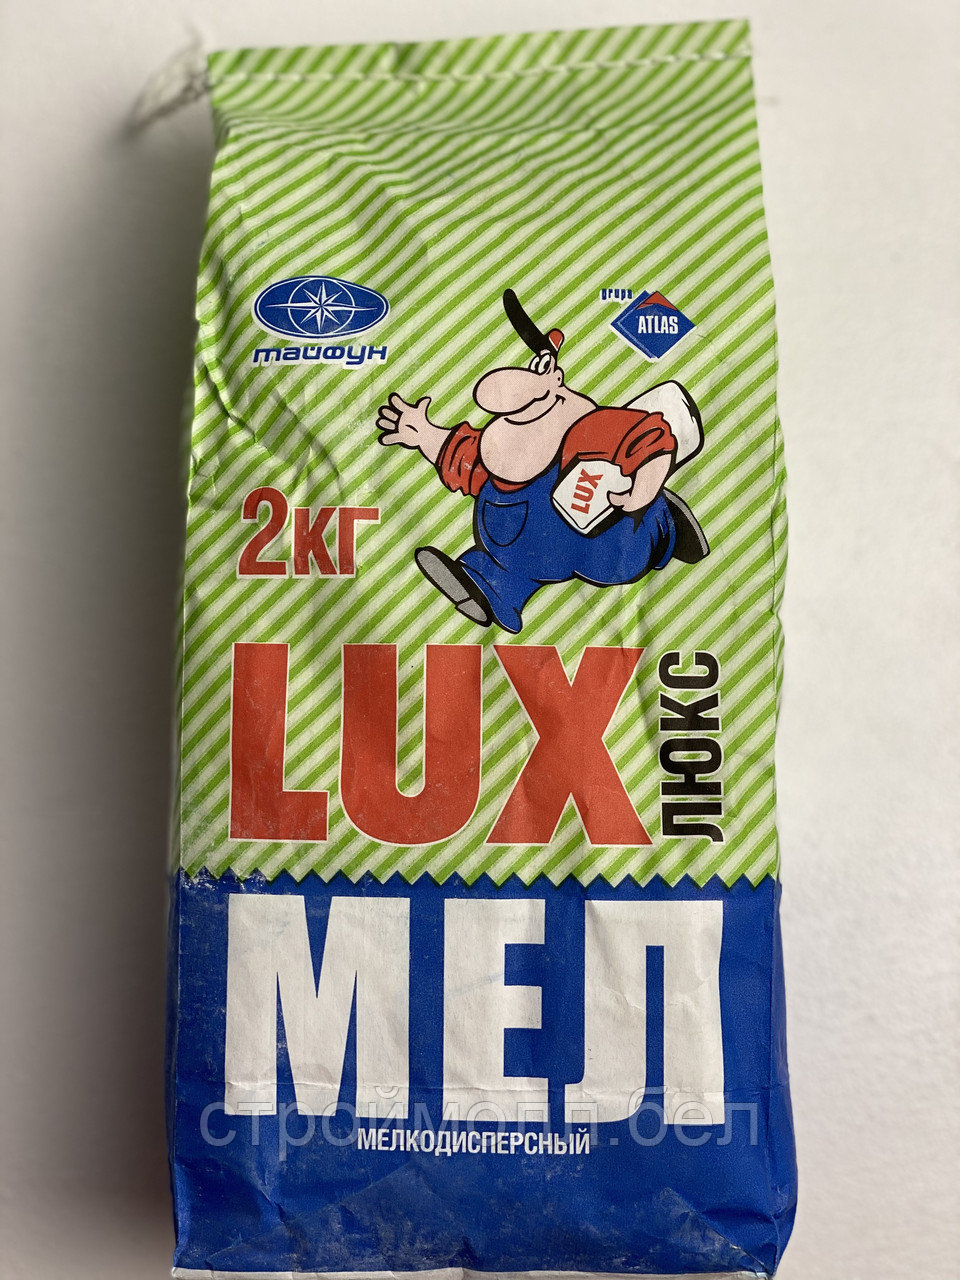 тайфун
grupa
ATLAS
LUX
2КГ
LUX
ЛЮКС
МЕЛ
строймолл.бел
МЕЛКОДИСПЕРСНЫЙ